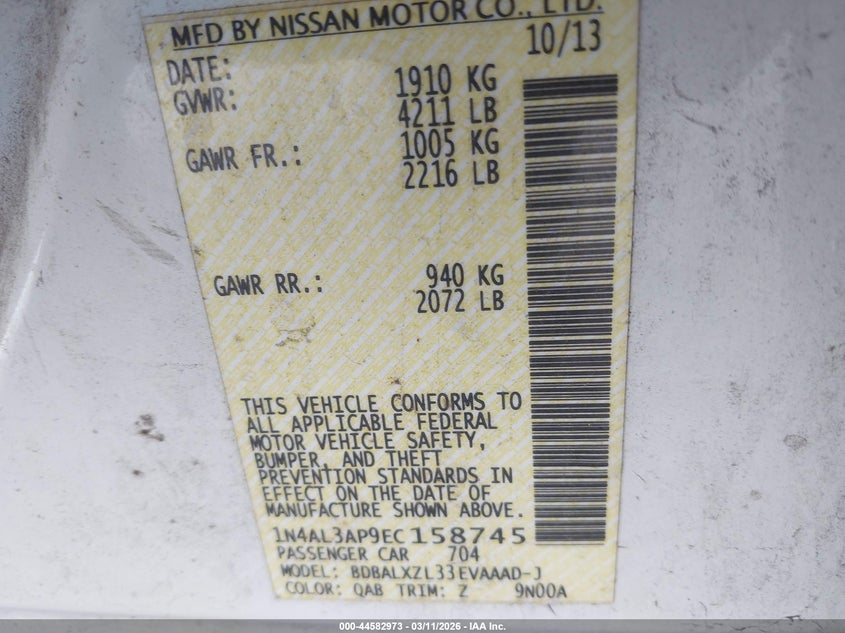 MFD BY NISSAN MOTOR CO., LTD.
10/13
DATE:
GVWR: 1910 KG
4211 LB
GAWR FR.: 1005 KG
2216 LB
GAWR RR.: 940 KG
2072 LB
THIS VEHICLE CONFORMS TO
ALL APPLICABLE FEDERAL
MOTOR VEHICLE SAFETY,
BUMPER, AND THEFT
PREVENTION STANDARDS IN
EFFECT ON THE DATE OF
MANUFACTURE SHOWN ABOVE.
1N4AL3AP9EC158745
PASSENGER CAR 704
MODEL: BDBALXZL33EVAAAD-J
COLOR: QAB TRIM: Z 9N00A
000-44582973 - 03/11/2026 - IAA Inc.